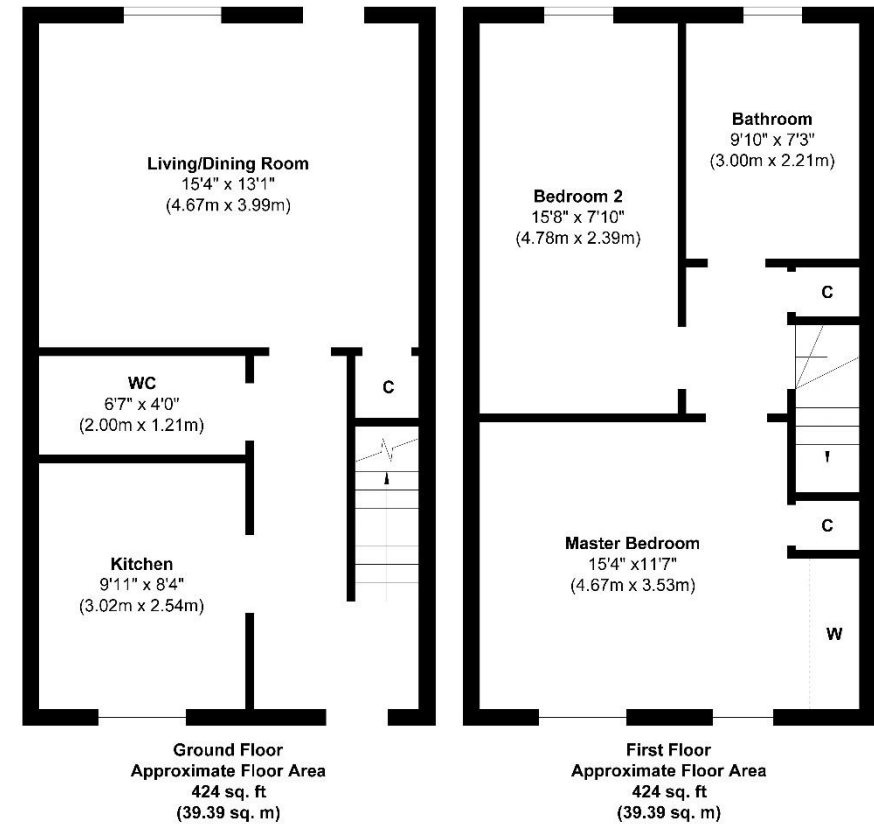 Living/Dining Room
15'4" x 13'1"
(4.67m x 3.99m)
WC
6'7" x 4'0"
(2.00m x 1.21m)
C
Kitchen
9'11" x 8'4"
(3.02m x 2.54m)
Ground Floor
Approximate Floor Area
424 sq. ft
(39.39 sq. m)
Bedroom 2
15'8" x 7'10"
(4.78m x 2.39m)
Bathroom
9'10" x 7'3"
(3.00m x 2.21m)
C
C
Master Bedroom
15'4" x11'7"
(4.67m x 3.53m)
W
First Floor
Approximate Floor Area
424 sq. ft
(39.39 sq. m)